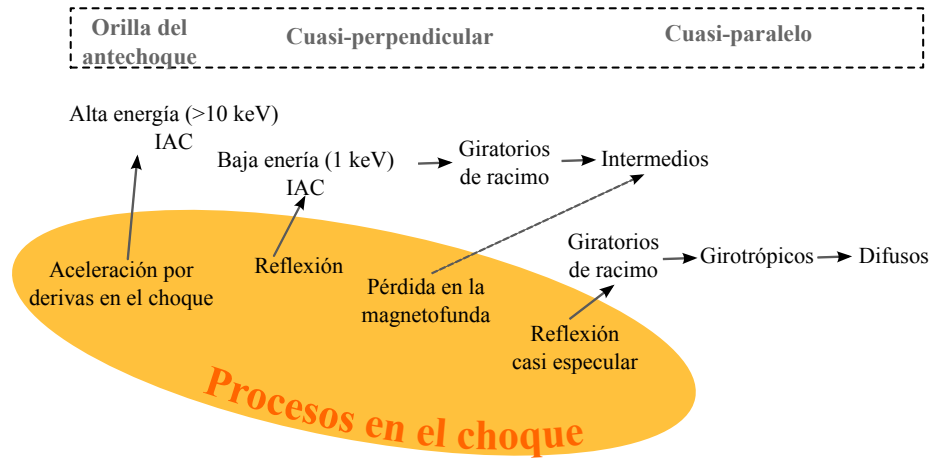 Orilla del
antechoque
Cuasi-perpendicular
Cuasi-paralelo
Alta energía (>10 keV)
IAC
Baja enería (1 keV)
IAC
Giratorios
de racimo
Intermedios
Aceleración por
derivas en el choque
Reflexión
Pérdida en la
magnetofunda
Giratorios
de racimo
Girotrópicos
Difusos
Reflexión
casi especular
Procesos en el choque